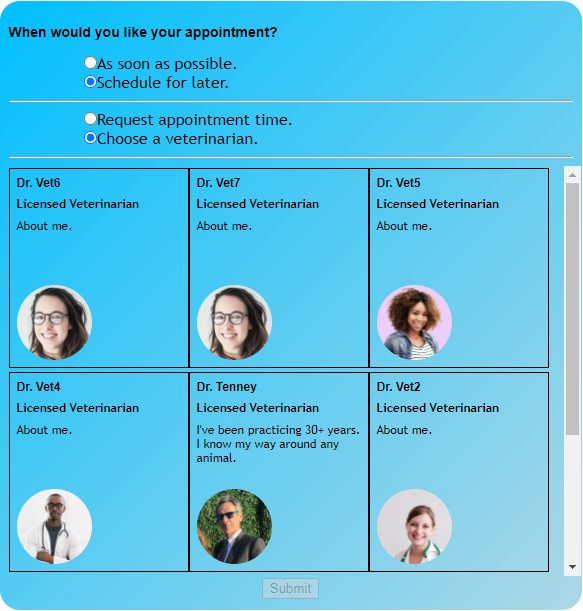 When would you like your appointment?
As soon as possible.
Schedule for later.
Request appointment time.
Choose a veterinarian.
Dr. Vet6
Licensed Veterinarian
About me.
Dr. Vet7
Licensed Veterinarian
About me.
Dr. Vet5
Licensed Veterinarian
About me.
Dr. Vet4
Licensed Veterinarian
About me.
Dr. Tenney
Licensed Veterinarian
I've been practicing 30+ years.
I know my way around any
animal.
Dr. Vet2
Licensed Veterinarian
About me.
Submit